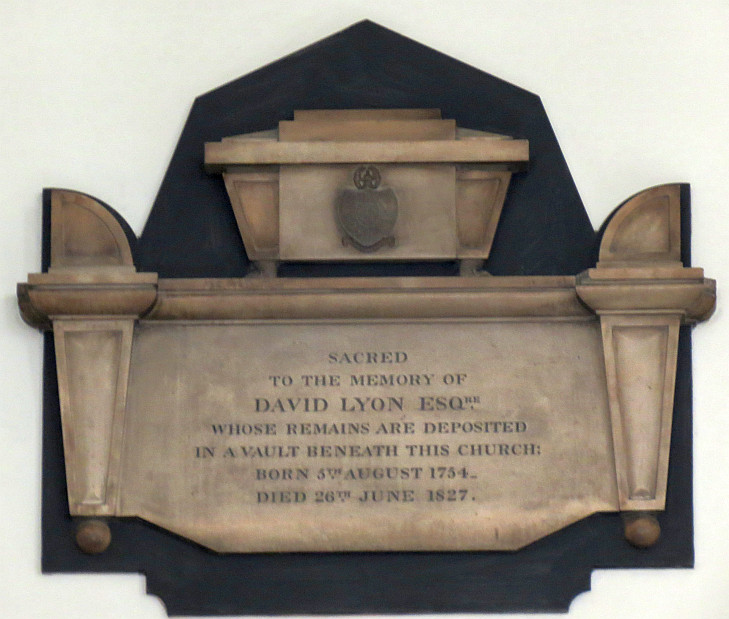 SACRED
TO THE MEMORY OF
DAVID LYON ESQRE
WHOSE REMAINS ARE DEPOSITED
IN A VAULT BENEATH THIS CHURCH:
BORN 5TH AUGUST 1754_
DIED 26TH JUNE 1827.